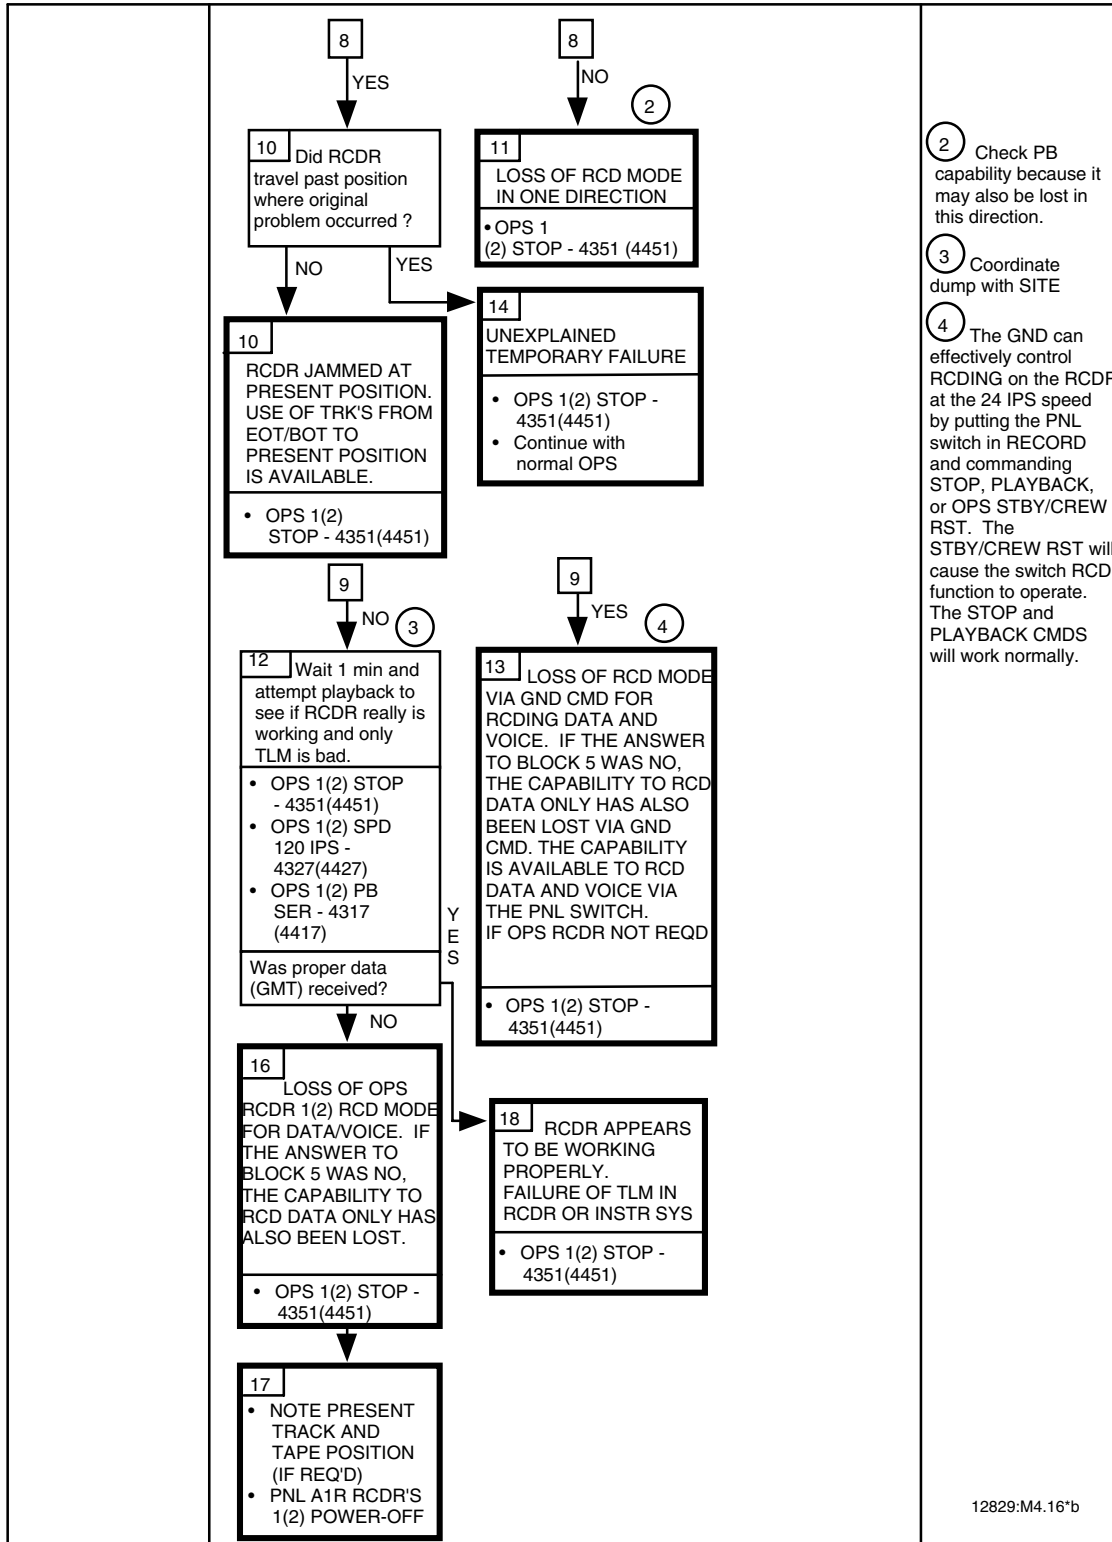 8
YES
10
Did RCDR
travel past position
where original
problem occurred ?
NO
YES
8
NO
2
11
LOSS OF RCD MODE
IN ONE DIRECTION
• OPS 1
(2) STOP - 4351 (4451)
14
UNEXPLAINED
TEMPORARY FAILURE
• OPS 1(2) STOP -
4351(4451)
• Continue with
normal OPS
10
RCDR JAMMED AT
PRESENT POSITION.
USE OF TRK'S FROM
EOT/BOT TO
PRESENT POSITION
IS AVAILABLE.
• OPS 1(2)
STOP - 4351(4451)
9
NO
3
12
Wait 1 min and
attempt playback to
see if RCDR really is
working and only
TLM is bad.
• OPS 1(2) STOP
- 4351(4451)
• OPS 1(2) SPD
120 IPS -
4327(4427)
• OPS 1(2) PB
SER - 4317
(4417)
Was proper data
(GMT) received?
Y
E
S
NO
9
YES
4
13
LOSS OF RCD MODE
VIA GND CMD FOR
RCDING DATA AND
VOICE. IF THE ANSWER
TO BLOCK 5 WAS NO,
THE CAPABILITY TO RCD
DATA ONLY HAS ALSO
BEEN LOST VIA GND
CMD. THE CAPABILITY
IS AVAILABLE TO RCD
DATA AND VOICE VIA
THE PNL SWITCH.
IF OPS RCDR NOT REQD
• OPS 1(2) STOP -
4351(4451)
16
LOSS OF OPS
RCDR 1(2) RCD MODE
FOR DATA/VOICE. IF
THE ANSWER TO
BLOCK 5 WAS NO,
THE CAPABILITY TO
RCD DATA ONLY HAS
ALSO BEEN LOST.
• OPS 1(2) STOP -
4351(4451)
18
RCDR APPEARS
TO BE WORKING
PROPERLY.
FAILURE OF TLM IN
RCDR OR INSTR SYS
• OPS 1(2) STOP -
4351(4451)
17
• NOTE PRESENT
TRACK AND
TAPE POSITION
(IF REQ'D)
• PNL A1R RCDR'S
1(2) POWER-OFF
2 Check PB
capability because it
may also be lost in
this direction.
3 Coordinate
dump with SITE
4 The GND can
effectively control
RCDING on the RCDR
at the 24 IPS speed
by putting the PNL
switch in RECORD
and commanding
STOP, PLAYBACK,
or OPS STBY/CREW
RST. The
STBY/CREW RST will
cause the switch RCD
function to operate.
The STOP and
PLAYBACK CMDS
will work normally.
12829:M4.16*b